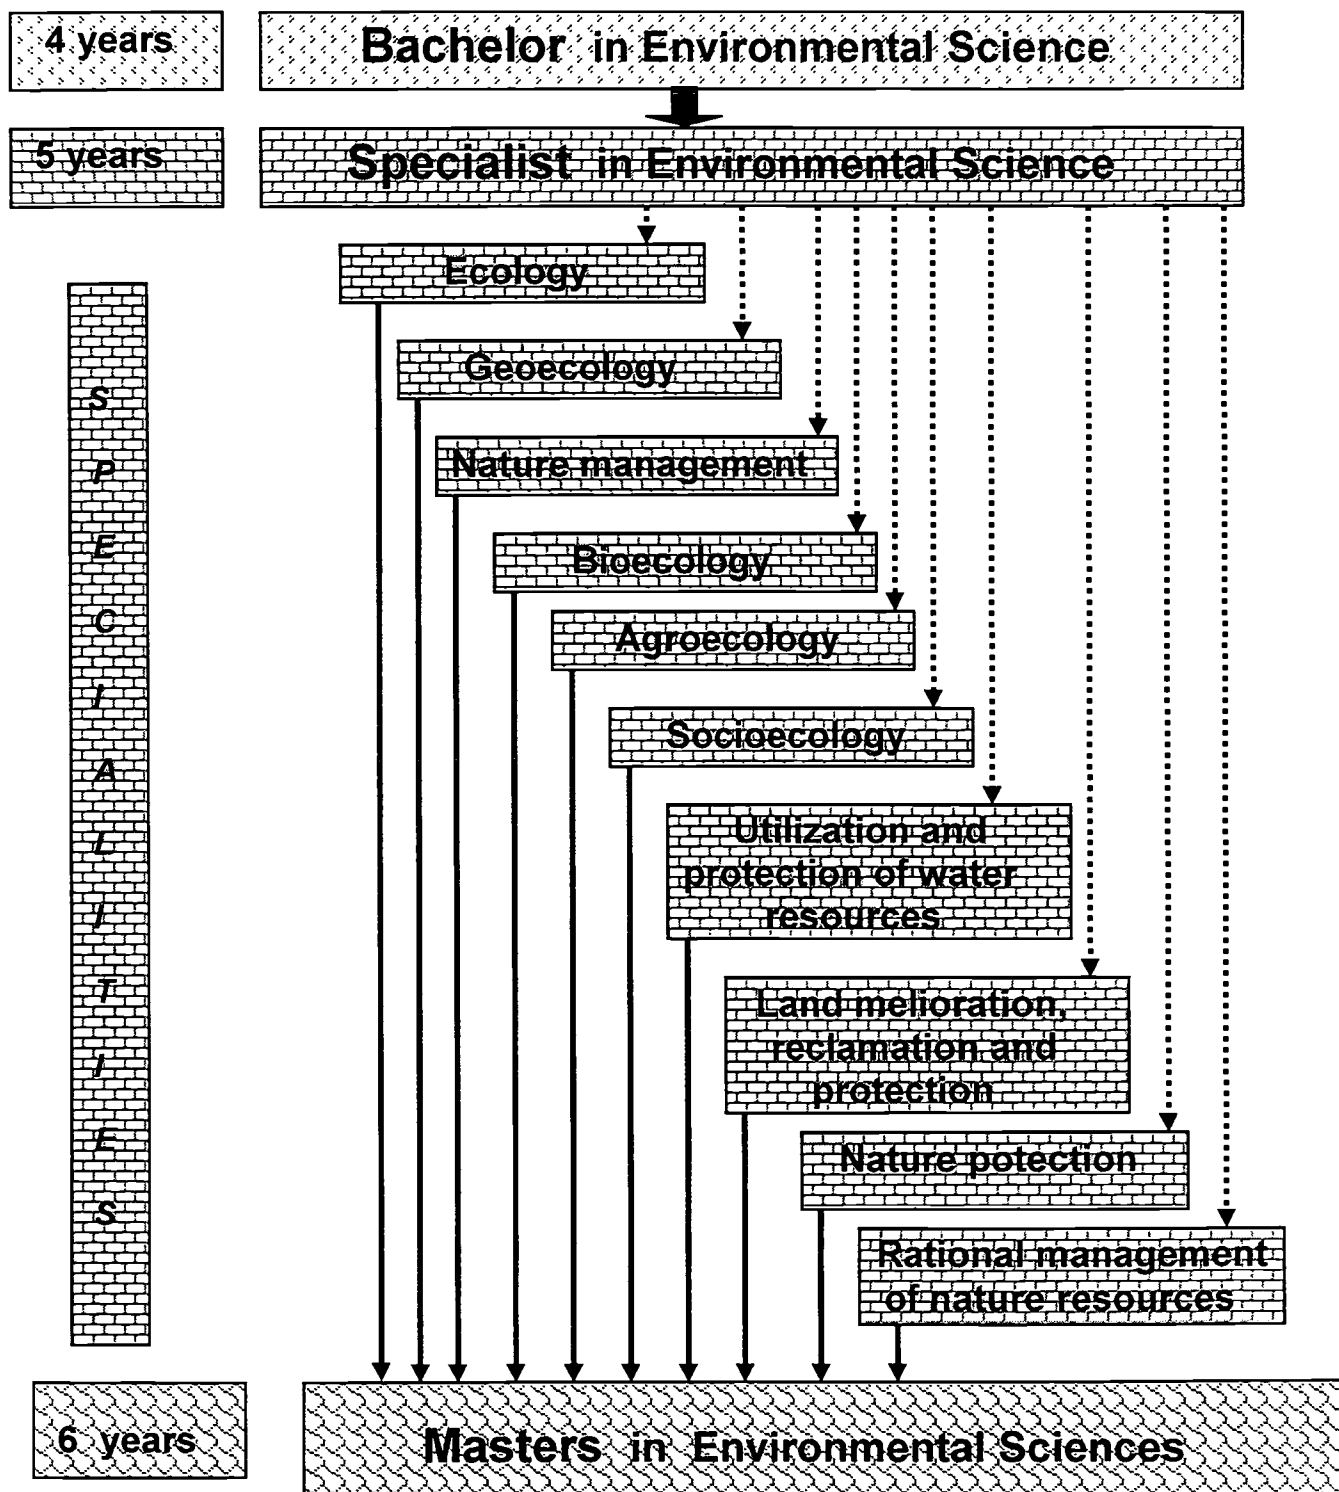 4 years
Bachelor in Environmental Science
5 years
Specialist in Environmental Science
SPECIALITIES
Ecology
Geoecology
Nature management
Bioecology
Agroecology
Socioecology
Utilization and
protection of water
resources
Land melioration,
reclamation and
protection
Nature potection
Rational management
of nature resources
6 years
Masters in Environmental Sciences